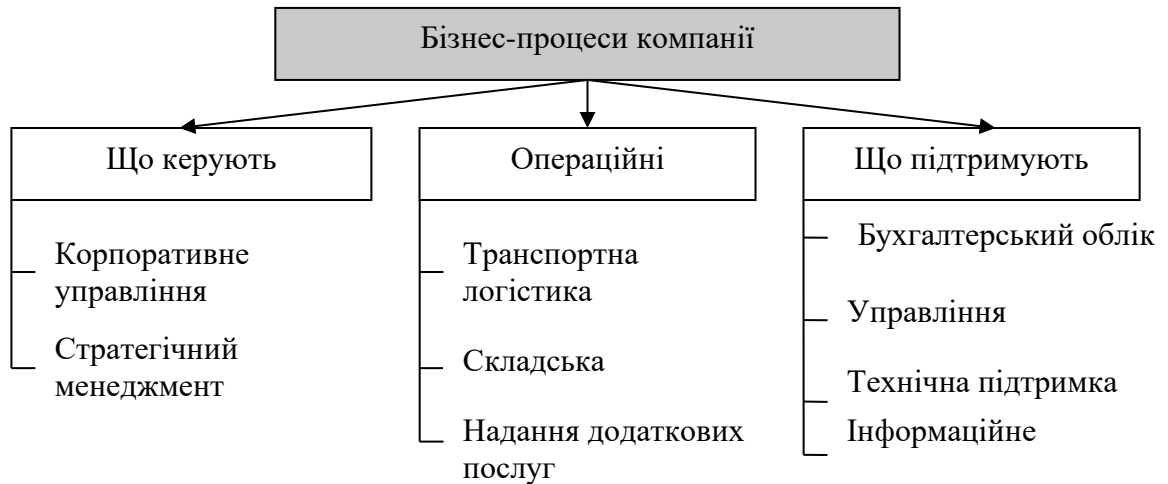 Бізнес-процеси компанії
Що керують
Корпоративне
управління
Стратегічний
менеджмент
Операційні
Транспортна
логістика
Складська
Надання додаткових
послуг
Що підтримують
Бухгалтерський облік
Управління
Технічна підтримка
Інформаційне